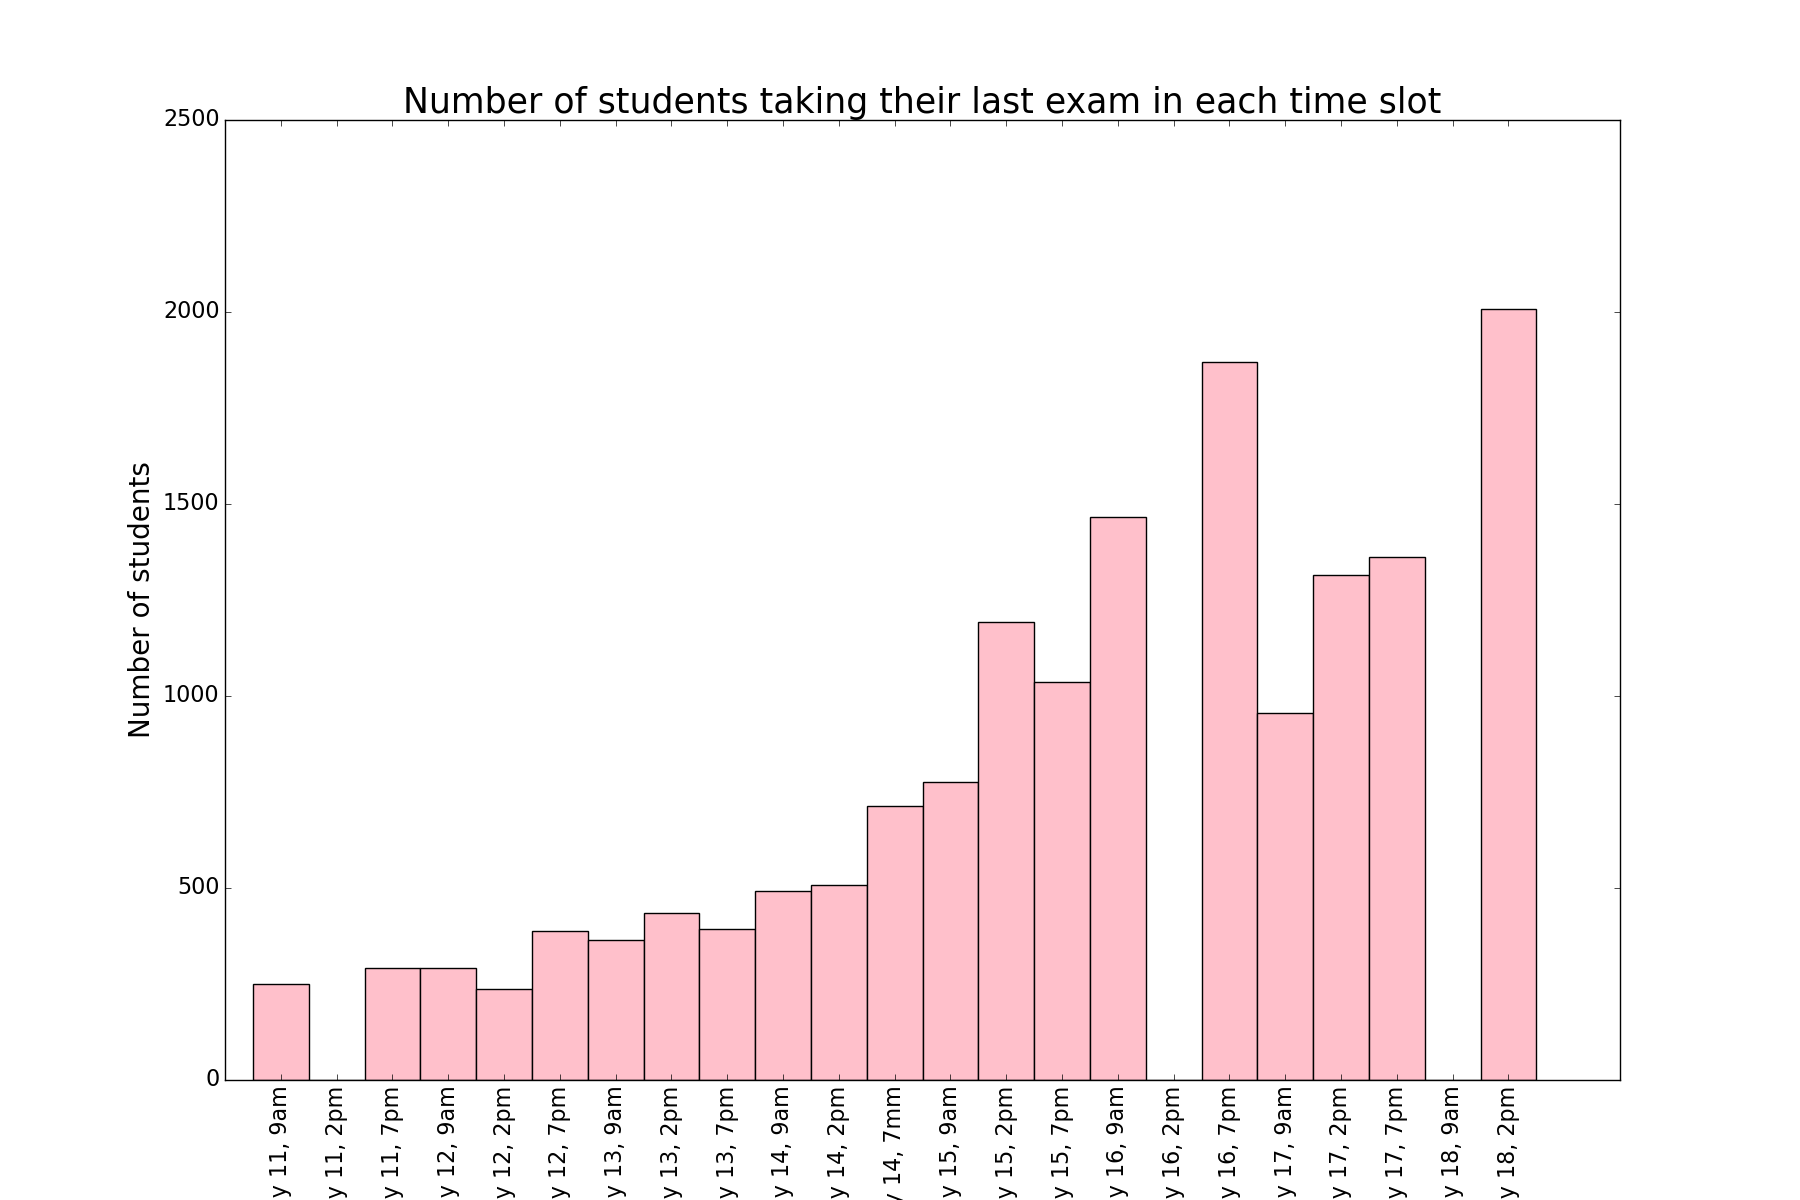 Number of students taking their last exam in each time slot
Number of students
2500
2000
1500
1000
500
0
y 11, 9am
y 11, 2pm
y 11, 7pm
y 12, 9am
y 12, 2pm
y 12, 7pm
y 13, 9am
y 13, 2pm
y 13, 7pm
y 14, 9am
y 14, 2pm
y 14, 7mm
y 15, 9am
y 15, 2pm
y 15, 7pm
y 16, 9am
y 16, 2pm
y 16, 7pm
y 17, 9am
y 17, 2pm
y 17, 7pm
y 18, 9am
y 18, 2pm